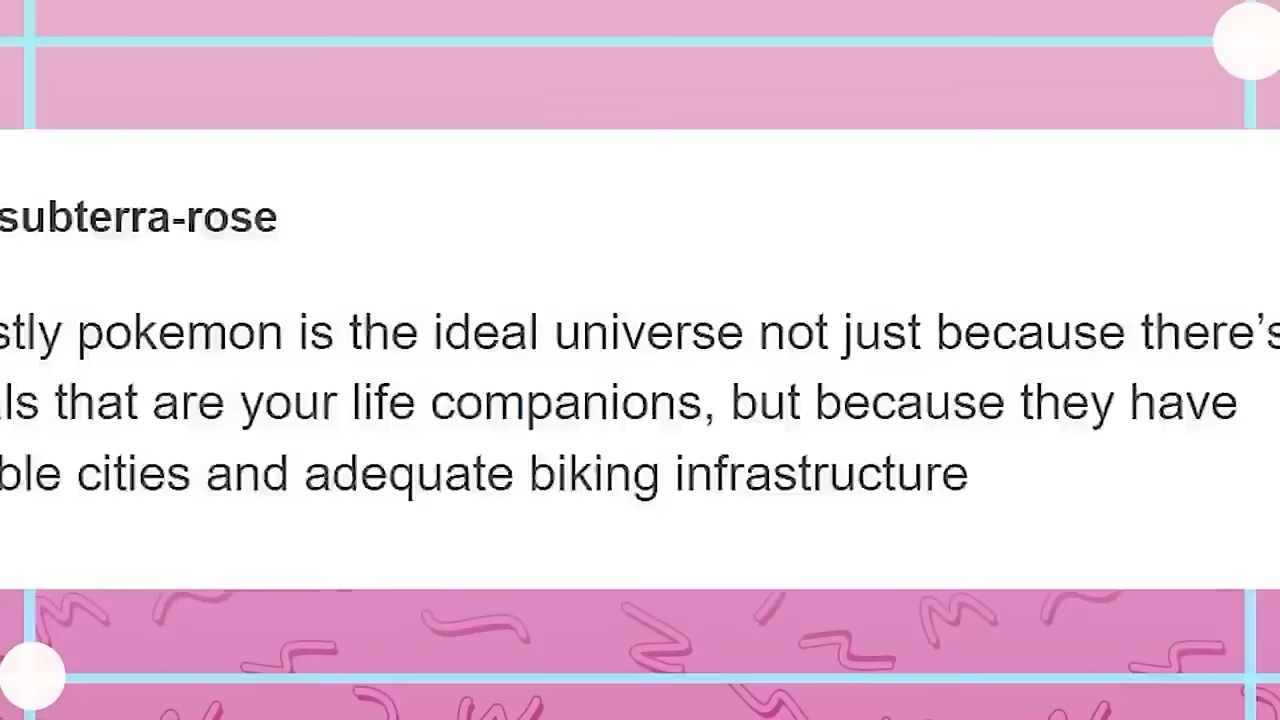 subterra-rose
stly pokemon is the ideal universe not just because there’s
ls that are your life companions, but because they have
ble cities and adequate biking infrastructure